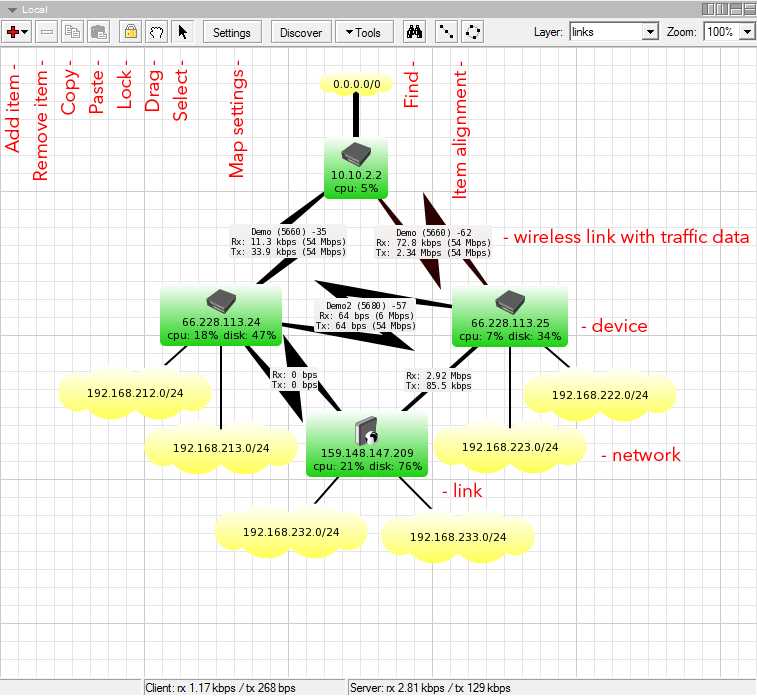 Local
Settings
Discover
Tools
Layer:
links
Zoom:
100%
Add item -
Remove item -
Copy -
Paste -
Lock -
Drag -
Select -
Map settings-
Find -
Item alignment -
0.0.0.0/0
10.10.2.2
cpu: 5%
Demo (5660) -35
Rx: 11.3 kbps (54 Mbps)
Tx: 33.9 kbps (54 Mbps)
Demo (5660) -62
Rx: 72.8 kbps (54 Mbps)
Tx: 2.34 Mbps (54 Mbps)
- wireless link with traffic data
66.228.113.24
cpu: 18% disk: 47%
Demo2 (5680) -57
Rx: 64 bps (6 Mbps)
Tx: 64 bps (54 Mbps)
66.228.113.25
cpu: 7% disk: 34%
- device
Rx: 0 bps
Tx: 0 bps
Rx: 2.92 Mbps
Tx: 85.5 kbps
192.168.212.0/24
192.168.222.0/24
192.168.213.0/24
159.148.147.209
cpu: 21% disk: 76%
192.168.223.0/24
- network
- link
192.168.232.0/24
192.168.233.0/24
Client: rx 1.17 kbps / tx 268 bps
Server: rx 2.81 kbps / tx 129 kbps